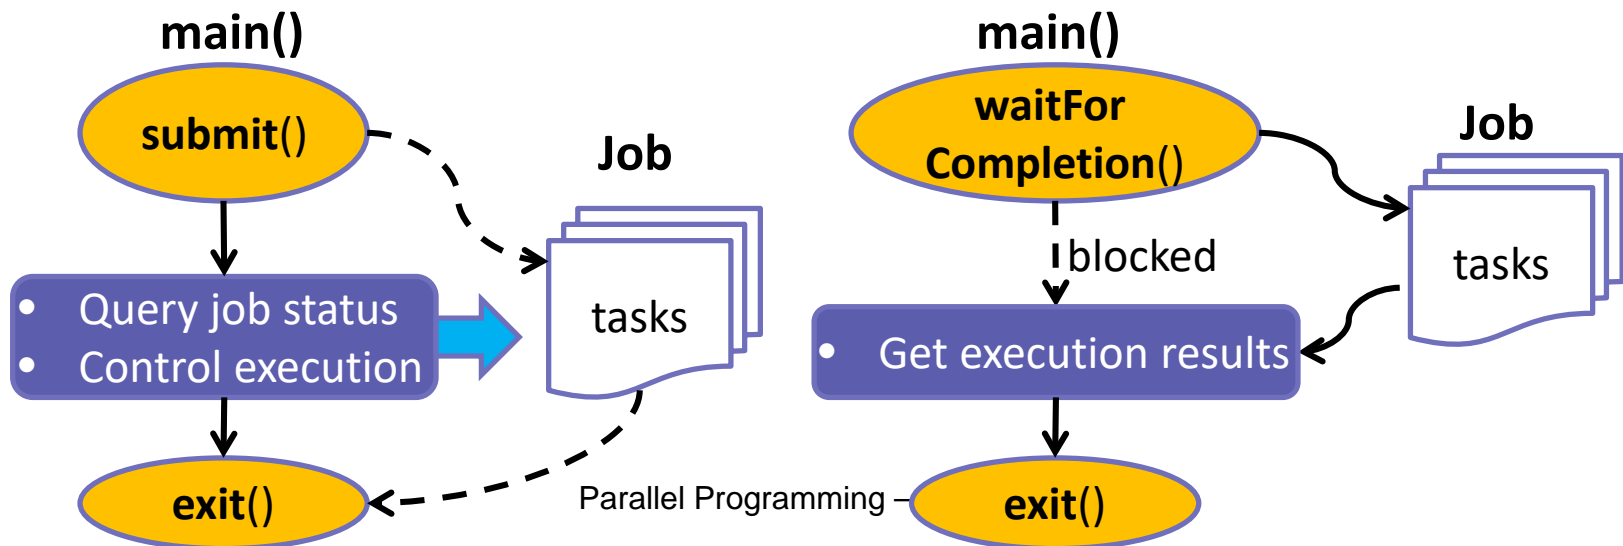 main()
submit()
Job
tasks
• Query job status
• Control execution
exit()
main()
waitFor
Completion()
Job
tasks
blocked
• Get execution results
Parallel Programming –
exit()